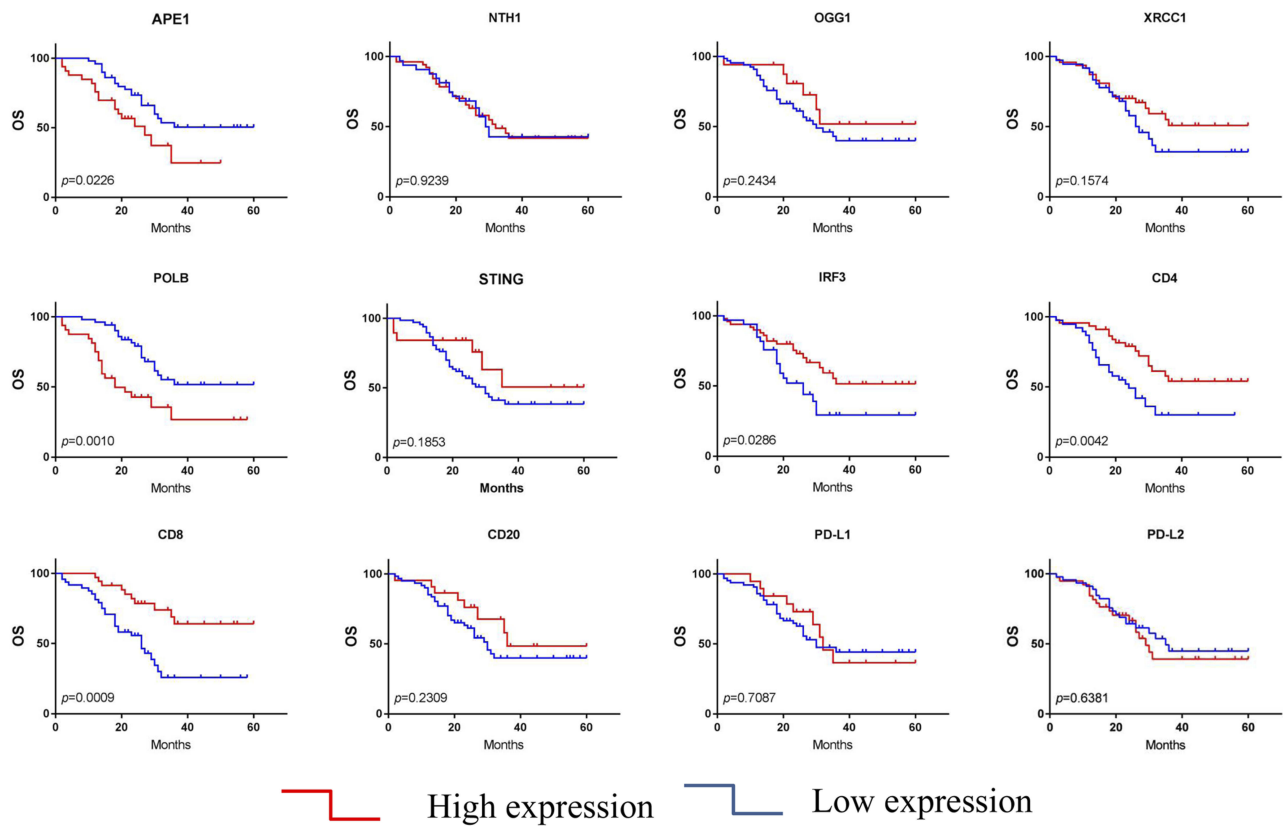 APE1
NTH1
OGG1
XRCC1
100
50
0
OS
p=0.0226
0 20 40 60
Months
100
50
0
OS
p=0.9239
0 20 40 60
Months
100
50
0
OS
p=0.2434
0 20 40 60
Months
100
50
0
OS
p=0.1574
0 20 40 60
Months
POLB
STING
IRF3
CD4
100
50
0
OS
p=0.0010
0 20 40 60
Months
100
50
0
OS
p=0.1853
0 20 40 60
Months
100
50
0
OS
p=0.0286
0 20 40 60
Months
100
50
0
OS
p=0.0042
0 20 40 60
Months
CD8
CD20
PD-L1
PD-L2
100
50
0
OS
p=0.0009
0 20 40 60
Months
100
50
0
OS
p=0.2309
0 20 40 60
Months
100
50
0
OS
p=0.7087
0 20 40 60
Months
100
50
0
OS
p=0.6381
0 20 40 60
Months
High expression
Low expression